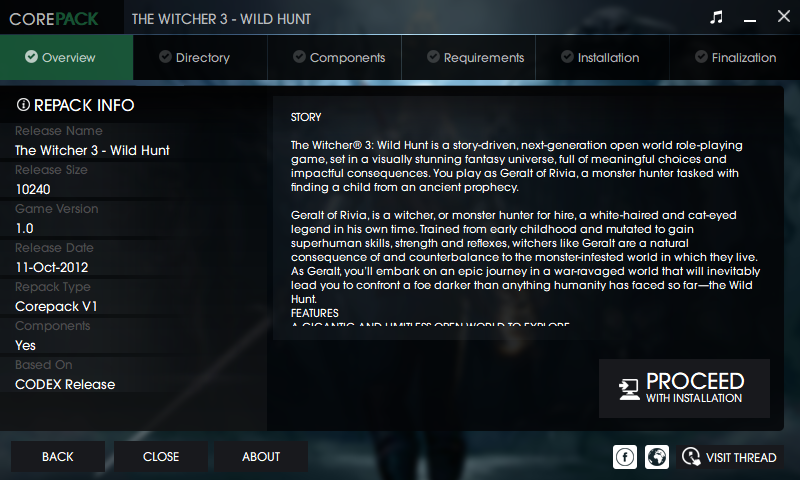 COREPACK
THE WITCHER 3 - WILD HUNT
Overview
Directory
Components
Requirements
Installation
Finalization
REPACK INFO
Release Name
The Witcher 3 - Wild Hunt
Release Size
10240
Game Version
1.0
Release Date
11-Oct-2012
Repack Type
Corepack V1
Components
Yes
Based On
CODEX Release
STORY
The Witcher® 3: Wild Hunt is a story-driven, next-generation open world role-playing
game, set in a visually stunning fantasy universe, full of meaningful choices and
impactful consequences. You play as Geralt of Rivia, a monster hunter tasked with
finding a child from an ancient prophecy.
Geralt of Rivia, is a witcher, or monster hunter for hire, a white-haired and cat-eyed
legend in his own time. Trained from early childhood and mutated to gain
superhuman skills, strength and reflexes, witchers like Geralt are a natural
consequence of and counterbalance to the monster-infested world in which they live.
As Geralt, you'll embark on an epic journey in a war-ravaged world that will inevitably
lead you to confront a foe darker than anything humanity has faced so far—the Wild
Hunt.
FEATURES
A GIGANTIC AND LIMITLESS OPEN WORLD TO EXPLORE
PROCEED
WITH INSTALLATION
BACK
CLOSE
ABOUT
VISIT THREAD